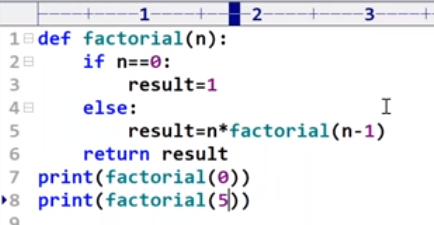 1 2 3
1 def factorial(n):
2     if n==0:
3         result=1
4     else:
5         result=n*factorial(n-1)
6     return result
7 print(factorial(0))
8 print(factorial(5))
9